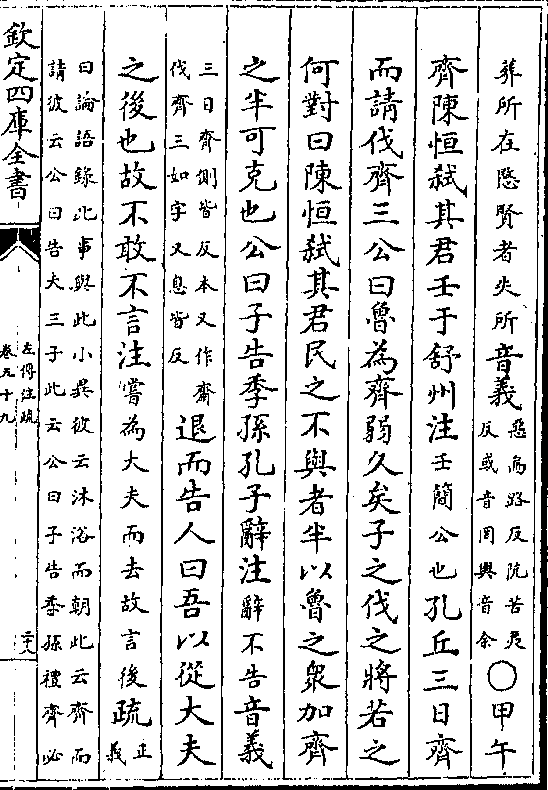 葬所在愍賢者失所音義惡烏路反阬苦庚
反或音岡與音余○甲午
齊陳恒弒其君壬于舒州注壬簡公也孔丘三日齊
而請伐齊三公曰魯為齊弱久矣子之伐之將若之
何對曰陳恒弒其君民之不與者半以魯之衆加齊
之半可克也公曰子告季孫孔子辭注辭不告音義
三日齊側皆反本又作齋
伐齊三如字又息暫反退而告人曰吾以從大夫
之後也故不敢不言注嘗為大夫而去故言後疏正
義
曰論語錄此事與此小異彼云沐浴而朝此云齊而
請彼云公曰告夫三子此云公曰子告季孫禮齊必
欽定四庫全書
左傳注疏
卷五十九
二十八